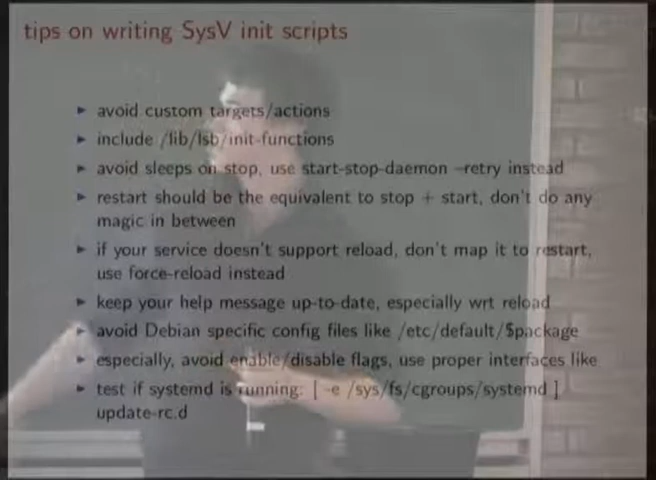 tips on writing SysV init scripts
► avoid custom targets/actions
► include /lib/lsb/init-functions
► avoid sleeps on stop, use start-stop-daemon –retry instead
► restart should be the equivalent to stop + start, don't do any
magic in between
► if your service doesn't support reload, don't map it to restart,
use force-reload instead
► keep your help message up-to-date, especially wrt reload
► avoid Debian specific config files like /etc/default/$package
► especially, avoid enable/disable flags, use proper interfaces like
► test if systemd is running: [ -e /sys/fs/cgroups/systemd ]
update-rc.d